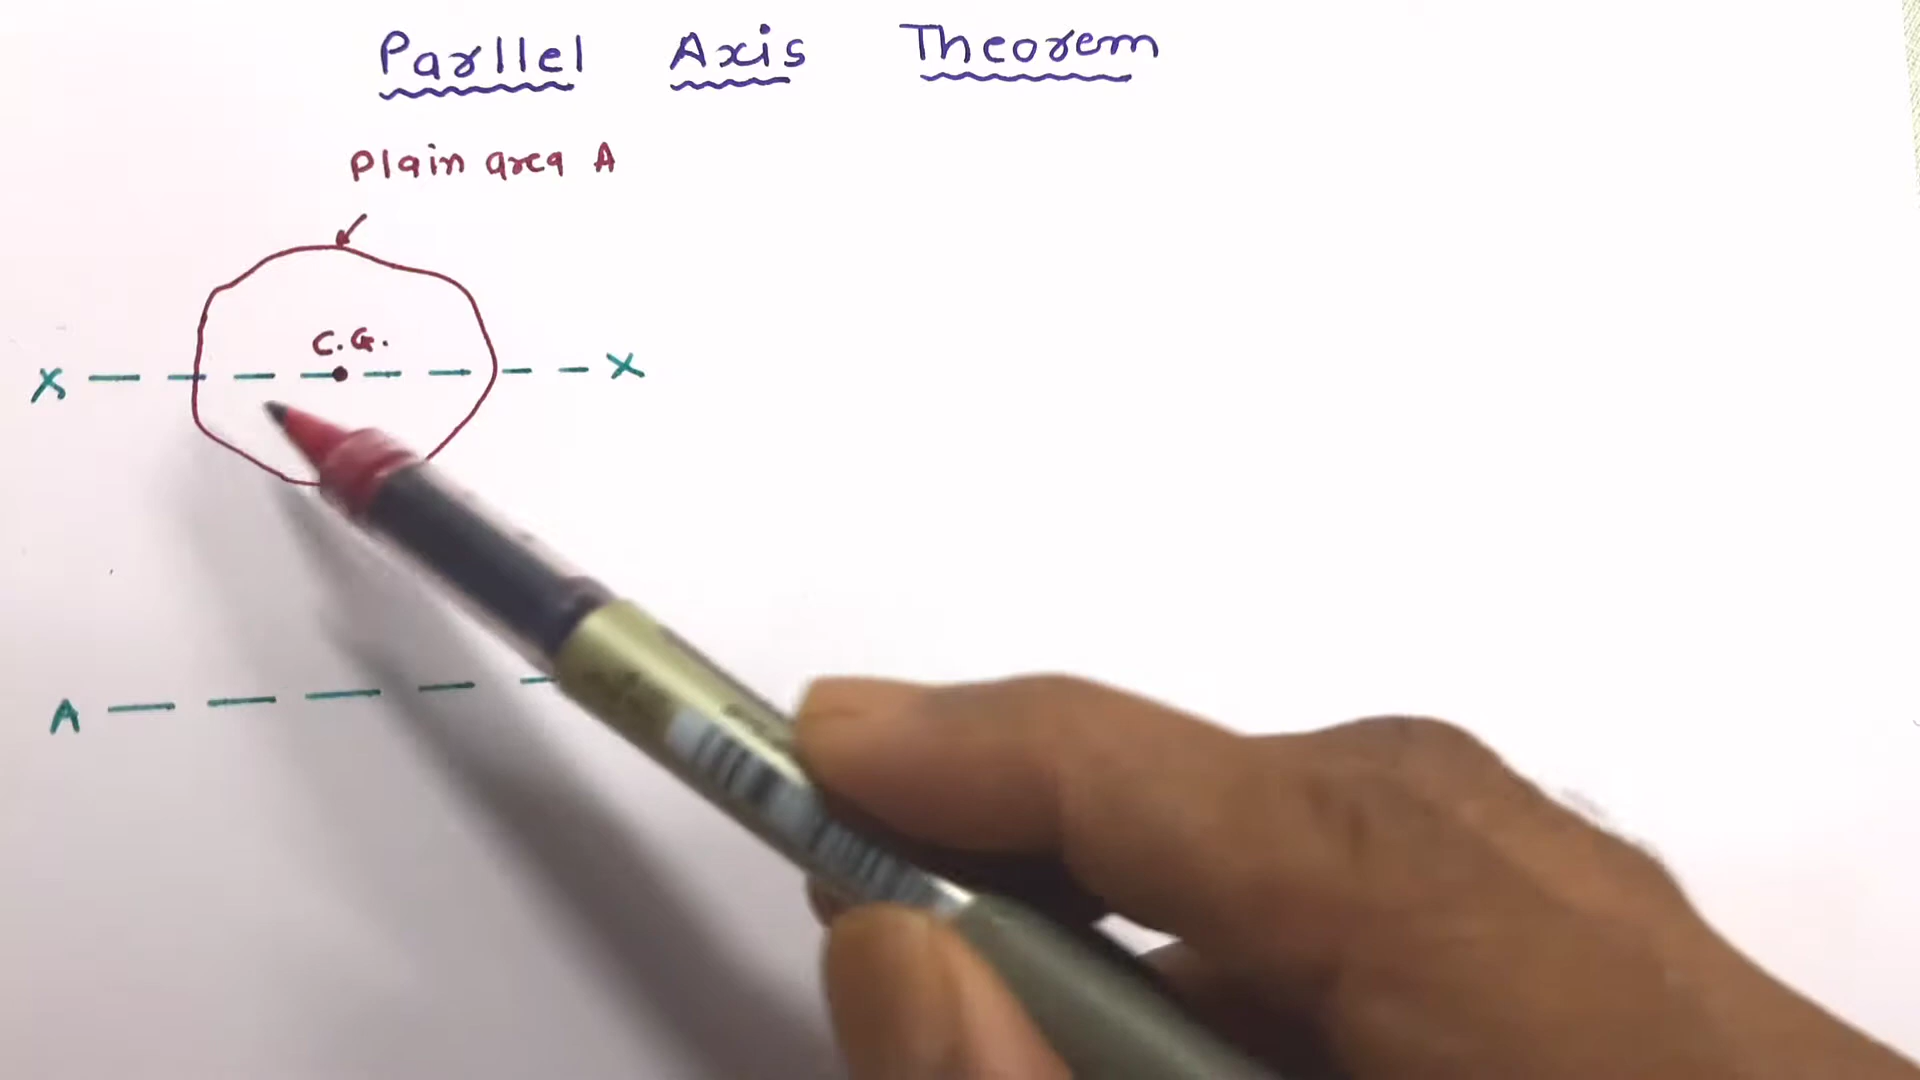 Parllel Axis Theorem
Plain area A
C.G.
X X
A